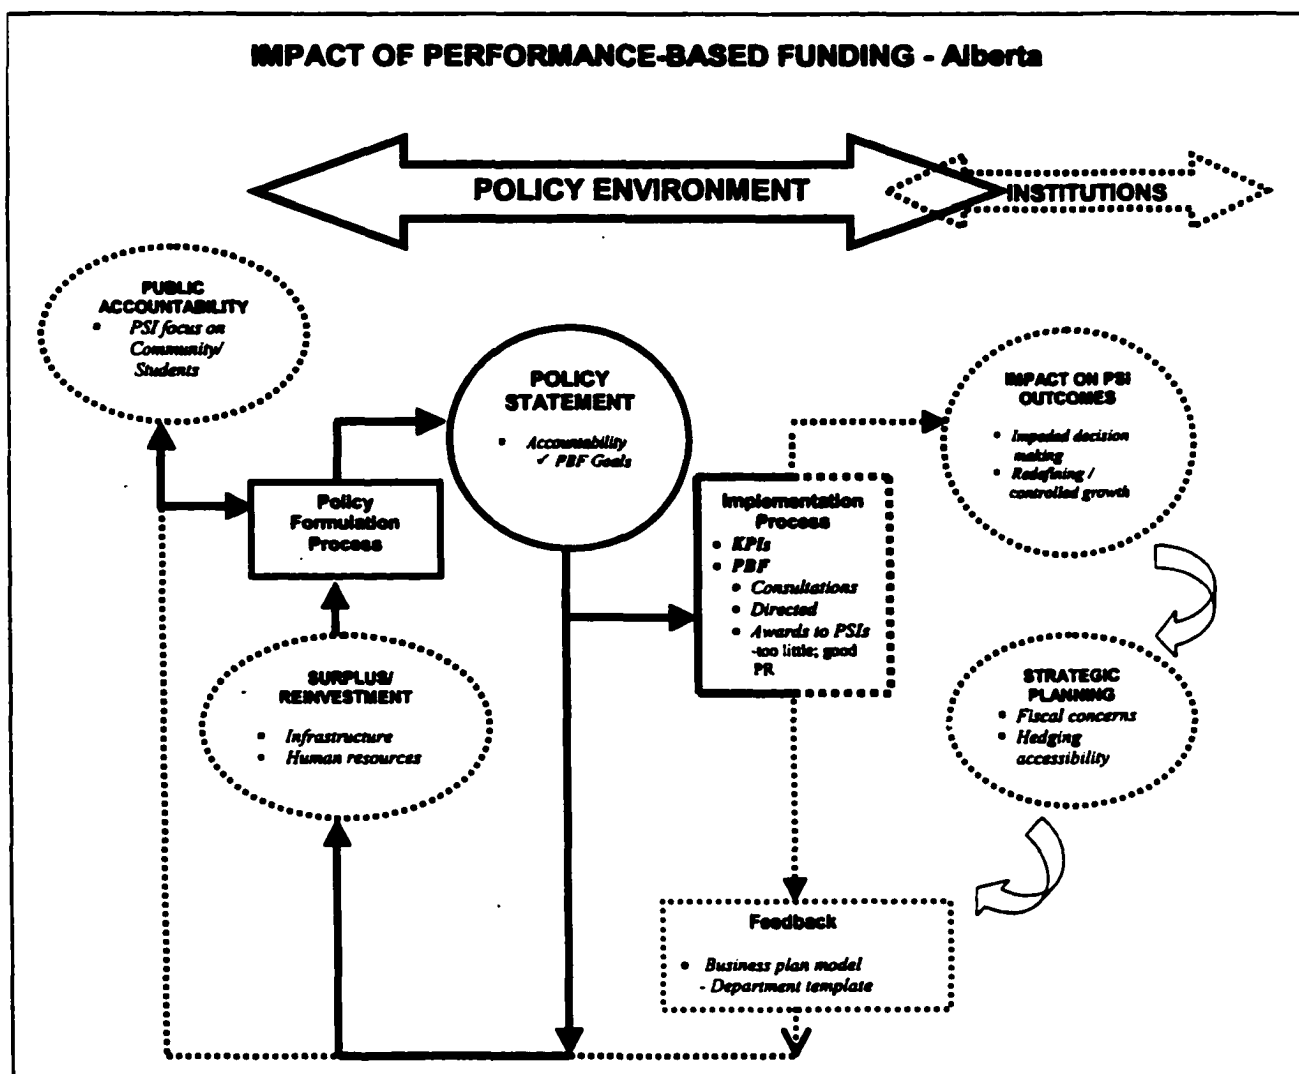 IMPACT OF PERFORMANCE-BASED FUNDING - Alberta
POLICY ENVIRONMENT
INSTITUTIONS
PUBLIC
ACCOUNTABILITY
• PSI focus on
Community/
Students
POLICY
STATEMENT
• Accountability
✓ PBF Goals
IMPACT ON PSI
OUTCOMES
• Impeded decision
making
• Redefining /
controlled growth
Policy
Formulation
Process
Implementation
Process
• KPIs
• PBF
• Consultations
• Directed
• Awards to PSIs
-too little; good
PR
SURPLUS/
REINVESTMENT
• Infrastructure
• Human resources
STRATEGIC
PLANNING
• Fiscal concerns
• Hedging
accessibility
Feedback
• Business plan model
- Department template